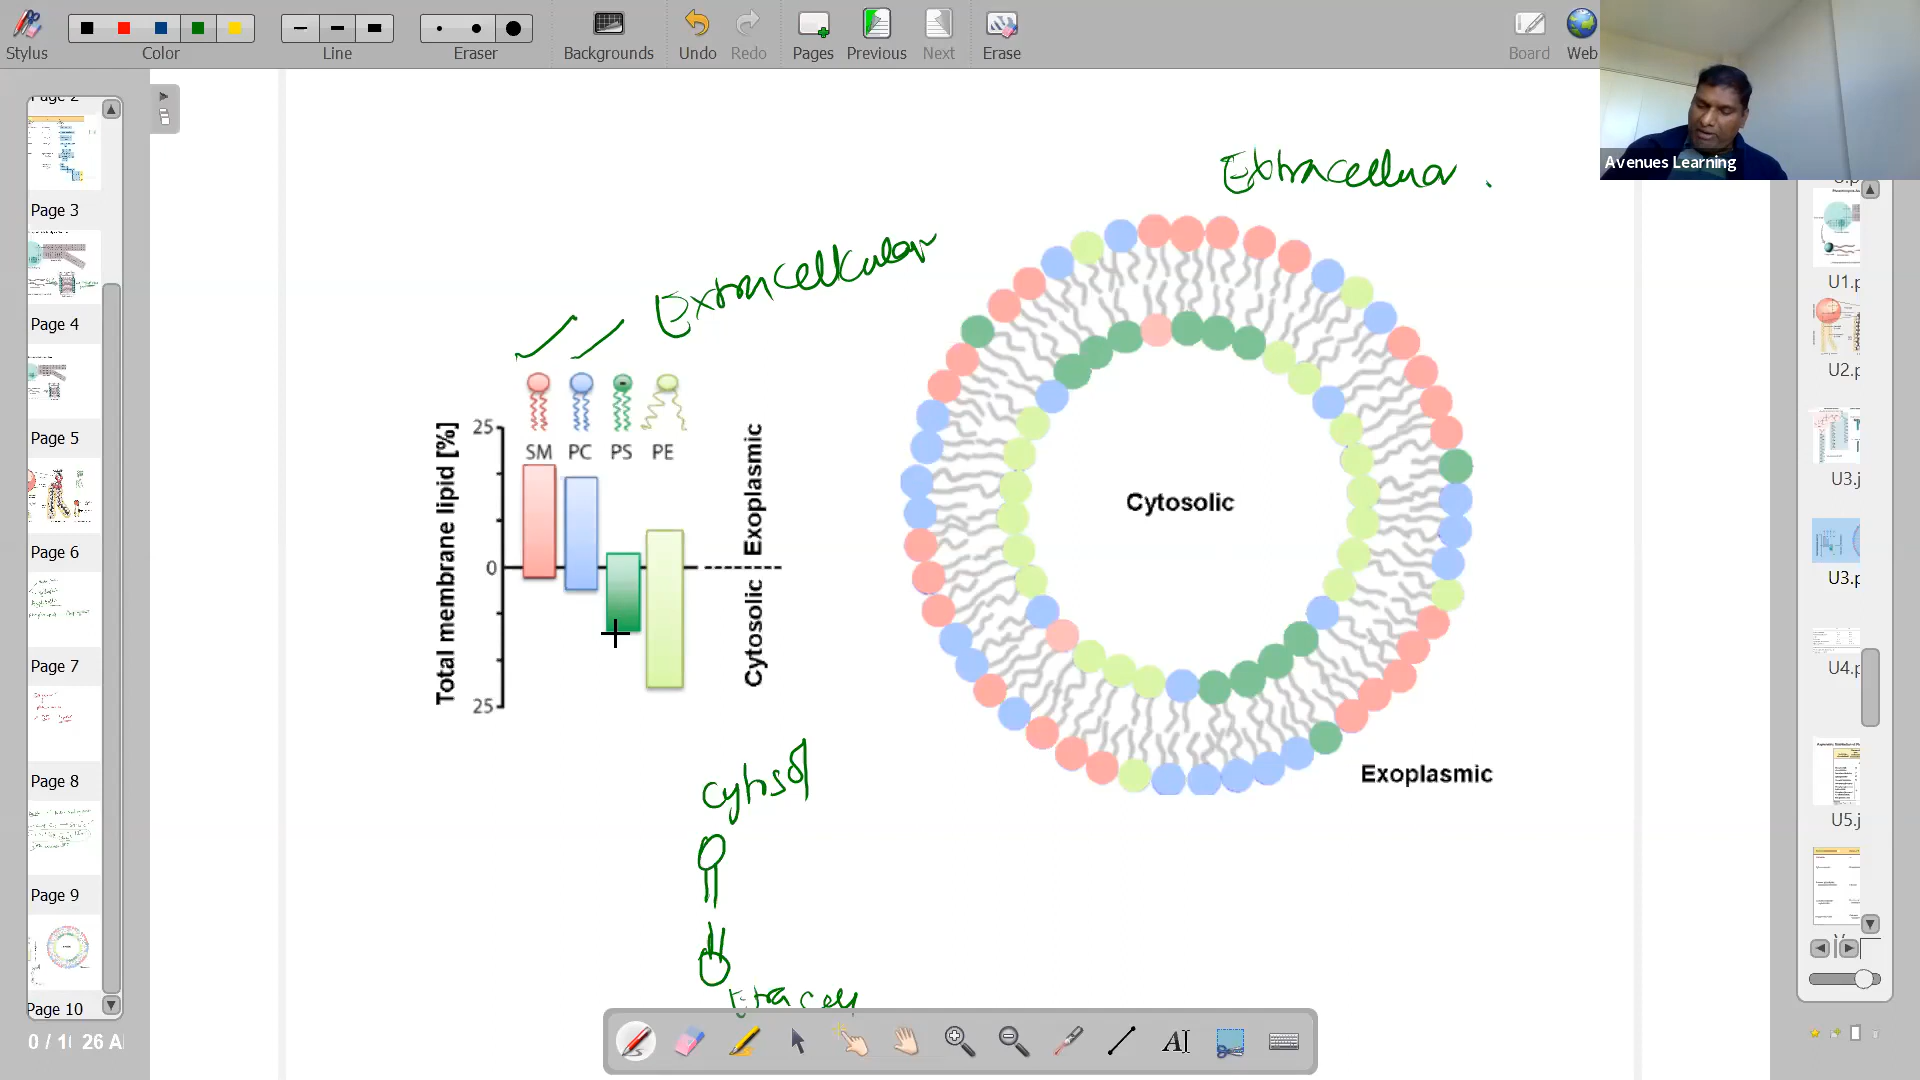 Stylus
Color
Line
Eraser
Backgrounds
Undo
Redo
Pages
Previous
Next
Erase
Board
Web
Avenues Learning
Page 3
Page 4
Page 5
Page 6
Page 7
Page 8
Page 9
Page 10
U1.p
U2.p
U3.j
U3.p
U4.p
U5.j
Extracellular
SM PC PS PE
Total membrane lipid [%]
25
0
25
Exoplasmic
Cytosolic
Cytosolic
Exoplasmic
Cytosol